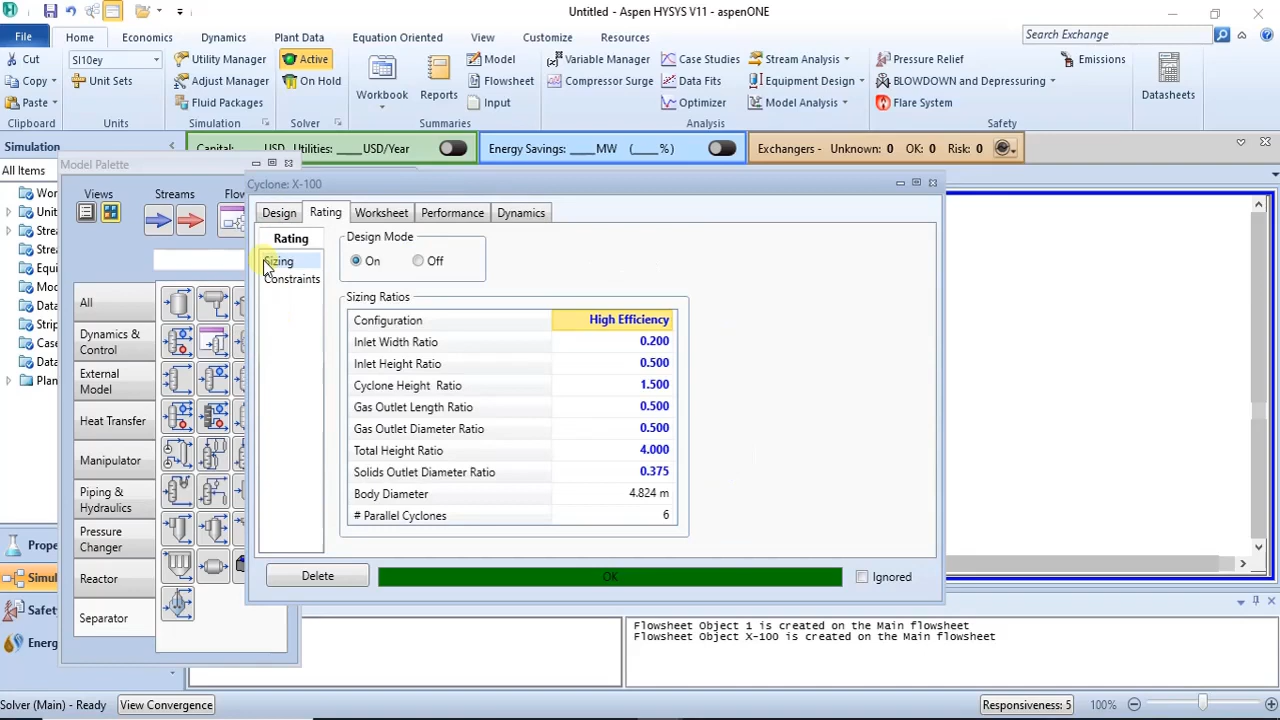 Untitled - Aspen HYSYS V11 - aspenONE
File Home Economics Dynamics Plant Data Equation Oriented View Customize Resources Search Exchange
Cut SI10ey Utility Manager Active Model Variable Manager Case Studies Stream Analysis Pressure Relief Emissions
Copy Unit Sets Adjust Manager On Hold Workbook Reports Flowsheet Compressor Surge Data Fits Equipment Design BLOWDOWN and Depressuring Datasheets
Paste Fluid Packages Input Optimizer Model Analysis Flare System
Clipboard Units Simulation Solver Summaries Analysis Safety
Simulation Capital: USD Utilities: ____USD/Year Energy Savings: ____MW (____%) Exchangers - Unknown: 0 OK: 0 Risk: 0
All Items Model Palette
Cyclone: X-100
Views Streams Flow
Design Rating Worksheet Performance Dynamics
Rating
Sizing
Constraints
Design Mode
On Off
Sizing Ratios
Configuration High Efficiency
Inlet Width Ratio 0.200
Inlet Height Ratio 0.500
Cyclone Height Ratio 1.500
Gas Outlet Length Ratio 0.500
Gas Outlet Diameter Ratio 0.500
Total Height Ratio 4.000
Solids Outlet Diameter Ratio 0.375
Body Diameter 4.824 m
# Parallel Cyclones 6
Delete OK Ignored
All
Dynamics & Control
External Model
Heat Transfer
Manipulator
Piping & Hydraulics
Pressure Changer
Reactor
Separator
Prope
Simul
Safety
Energ
Flowsheet Object 1 is created on the Main flowsheet
Flowsheet Object X-100 is created on the Main flowsheet
Solver (Main) - Ready View Convergence Responsiveness: 5 100%